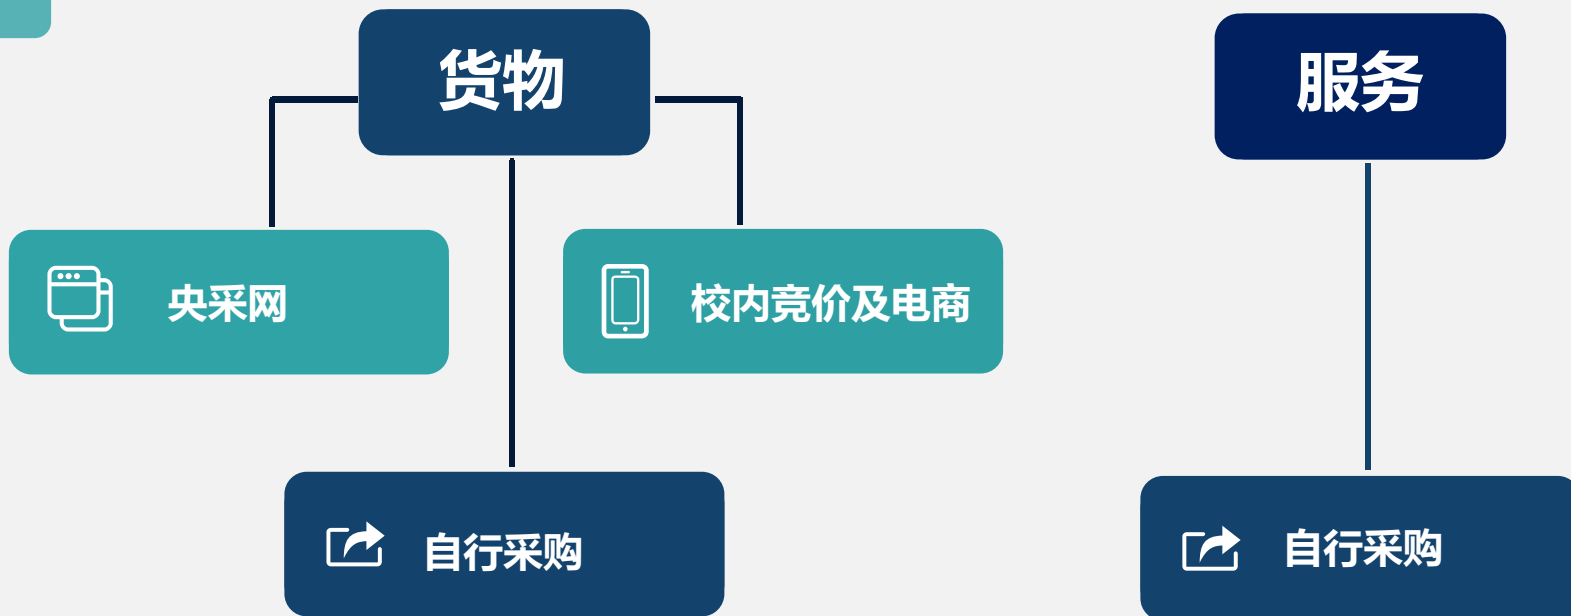 货物
服务
央采网
校内竞价及电商
自行采购
自行采购